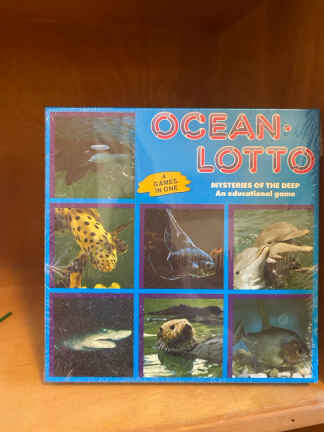 OCEAN·
LOTTO
4
GAMES
IN ONE
MYSTERIES OF THE DEEP
An educational game